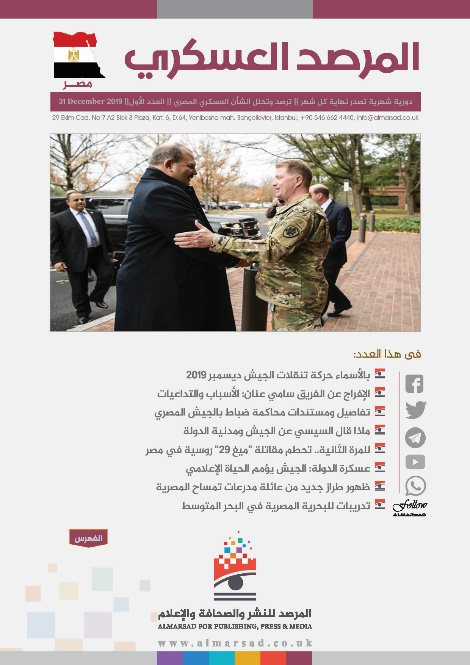 المرصد العسكري
مصر
دورية شهرية تصدر نهاية كل شهر || ترصد وتحلل الشأن العسكري المصري || العدد الأول|| 31 December 2019
29 Ekim Cad. No:7 A2 Blok 3 Plaza, Kat: 6, D:64, Yenibosna mah. Bahçelievler, Istanbul, +90 546 662 4440, info@almarsad.co.uk
في هذا العدد:
بالأسماء حركة تنقلات الجيش ديسمبر 2019
الإفراج عن الفريق سامي عنان: الأسباب والتداعيات
تفاصيل ومستندات محاكمة ضباط بالجيش المصري
ماذا قال السيسي عن الجيش ومدنية الدولة
للمرة الثانية.. تحطم مقاتلة "ميغ 29" روسية في مصر
عسكرة الدولة: الجيش يؤمم الحياة الإعلامي
ظهور طراز جديد من عائلة مدرعات تمساح المصرية
تدريبات للبحرية المصرية في البحر المتوسط
Follow
ALMARSAD
الفهرس
المرصد للنشر والصحافة والإعلام
ALMARSAD FOR PUBLISHING, PRESS & MEDIA
www.almarsad.co.uk